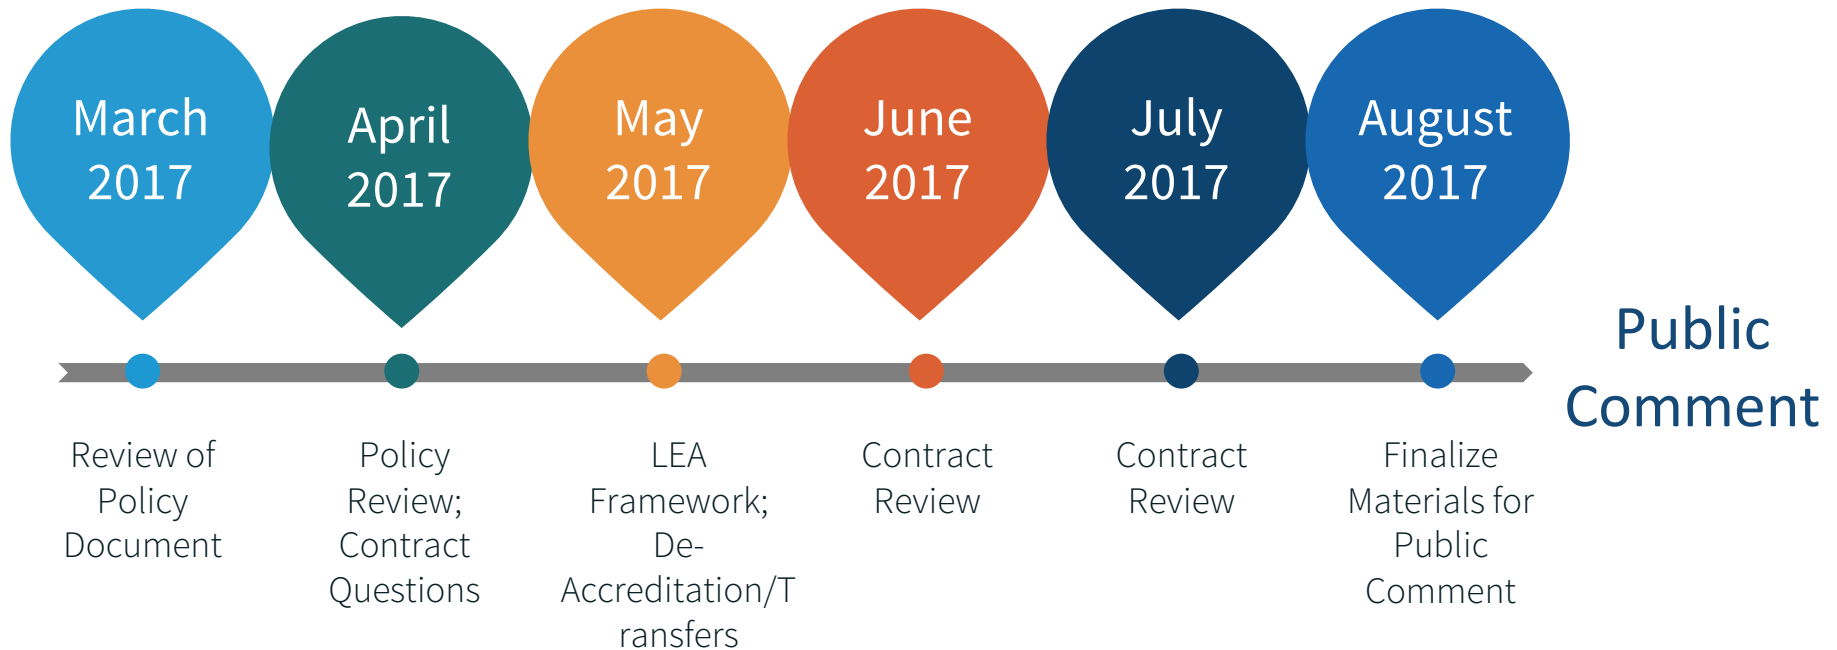 March
2017
April
2017
May
2017
June
2017
July
2017
August
2017
Public
Comment
Review of
Policy
Document
Policy
Review;
Contract
Questions
LEA
Framework;
De-
Accreditation/T
ransfers
Contract
Review
Contract
Review
Finalize
Materials for
Public
Comment